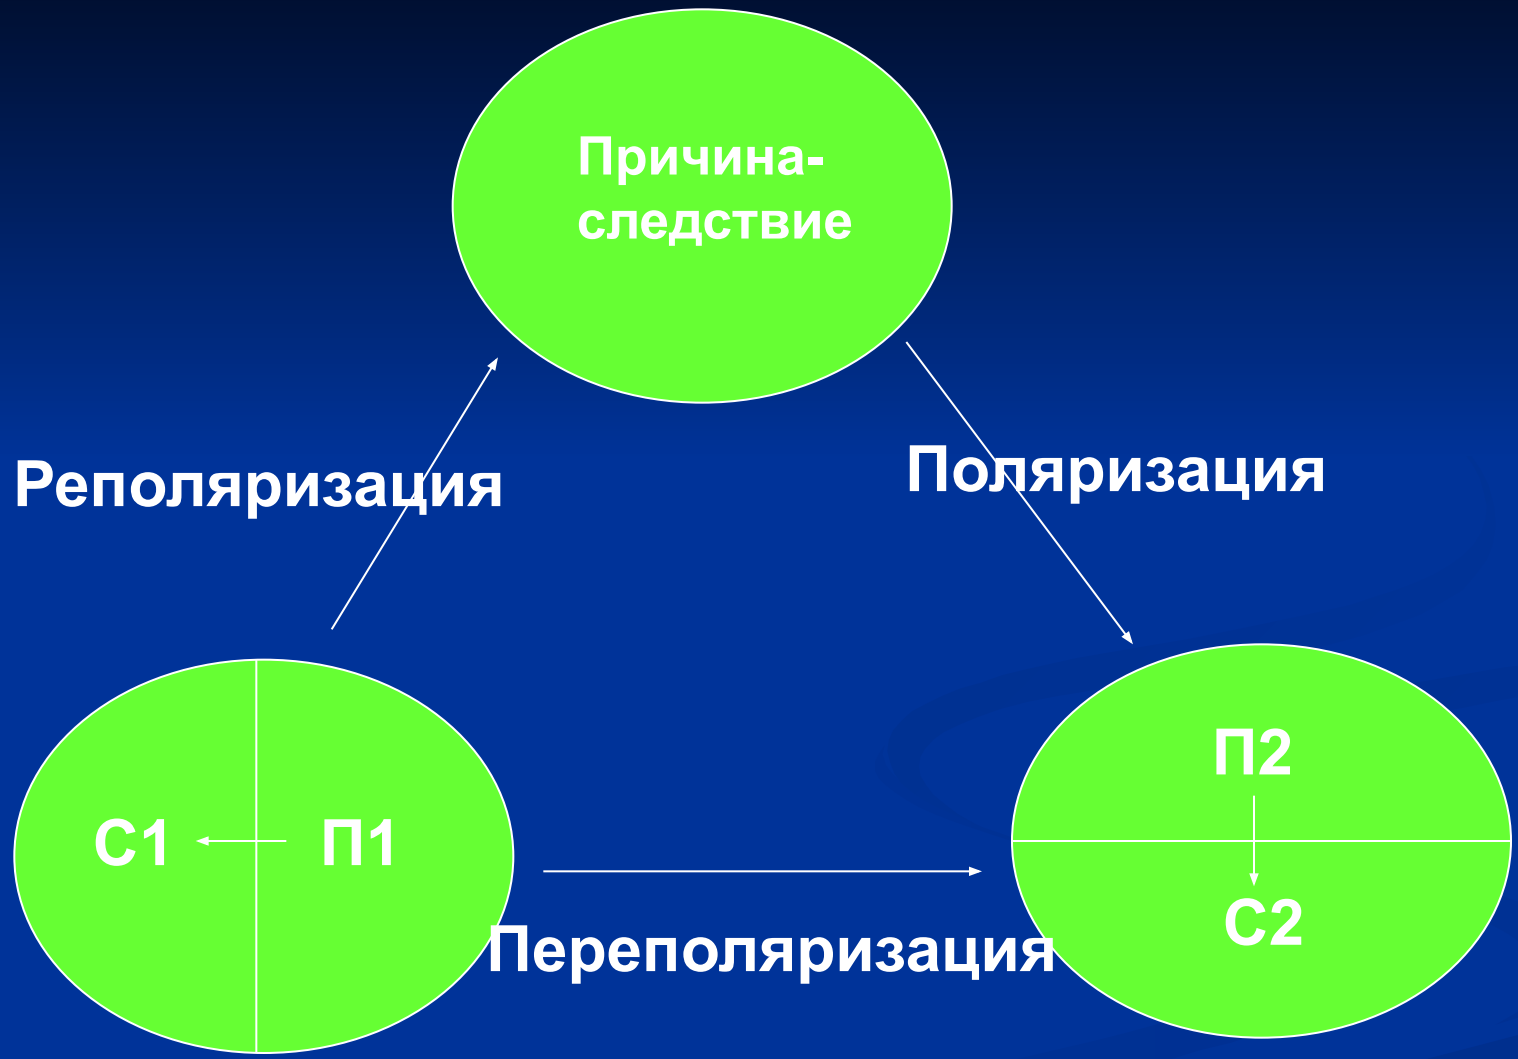 Причина-
следствие
Реполяризация
Поляризация
П2
С1
П1
С2
Переполяризация